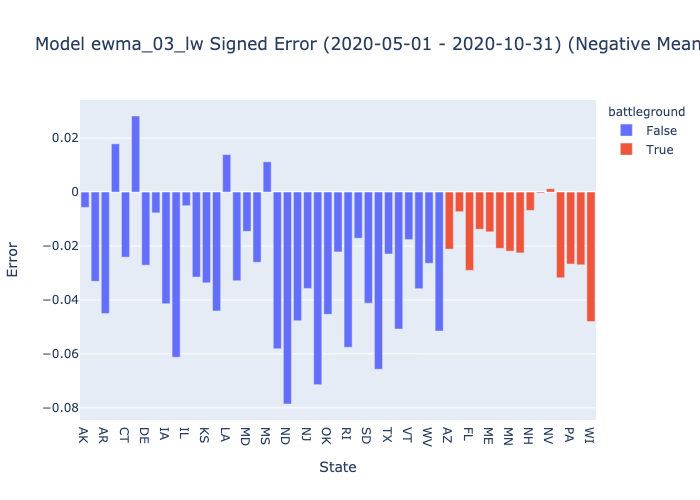 Model ewma_03_lw Signed Error (2020-05-01 - 2020-10-31) (Negative Mean
battleground
False
True
0.02
0
−0.02
−0.04
−0.06
−0.08
Error
AK AR CT DE IA IL KS LA MD MS ND NJ OK RI SD TX VT WV AZ FL ME MN NH NV PA WI
State